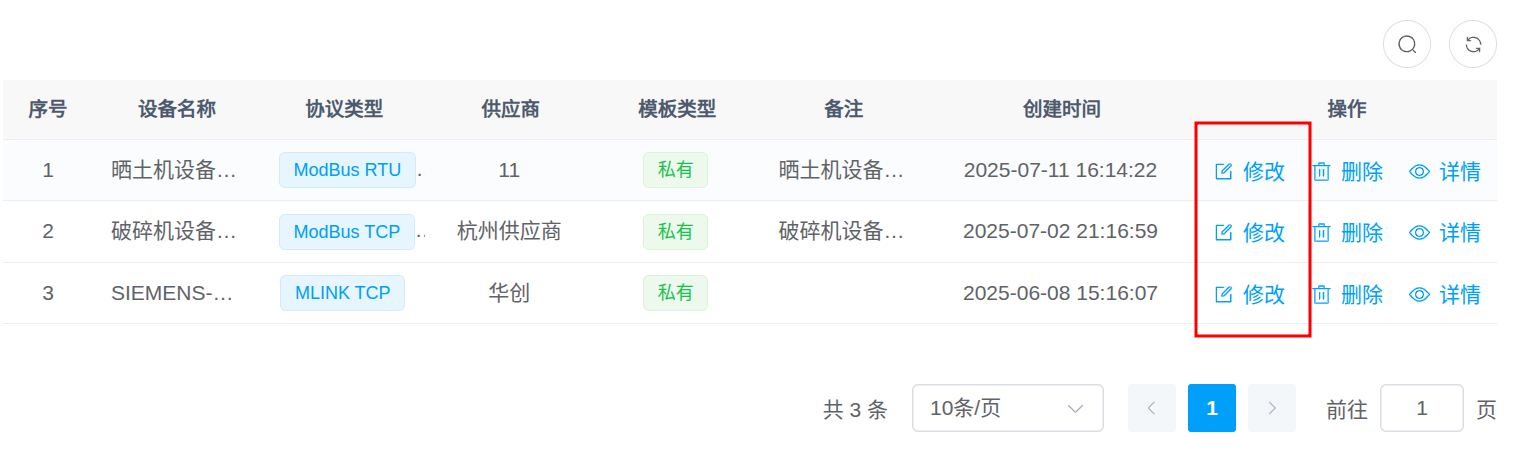 序号 设备名称 协议类型 供应商 模板类型 备注 创建时间 操作
1 晒土机设备… ModBus RTU . 11 私有 晒土机设备… 2025-07-11 16:14:22 修改 删除 详情
2 破碎机设备… ModBus TCP .. 杭州供应商 私有 破碎机设备… 2025-07-02 21:16:59 修改 删除 详情
3 SIEMENS-… MLINK TCP 华创 私有 2025-06-08 15:16:07 修改 删除 详情
共 3 条 10条/页 1 前往 1 页